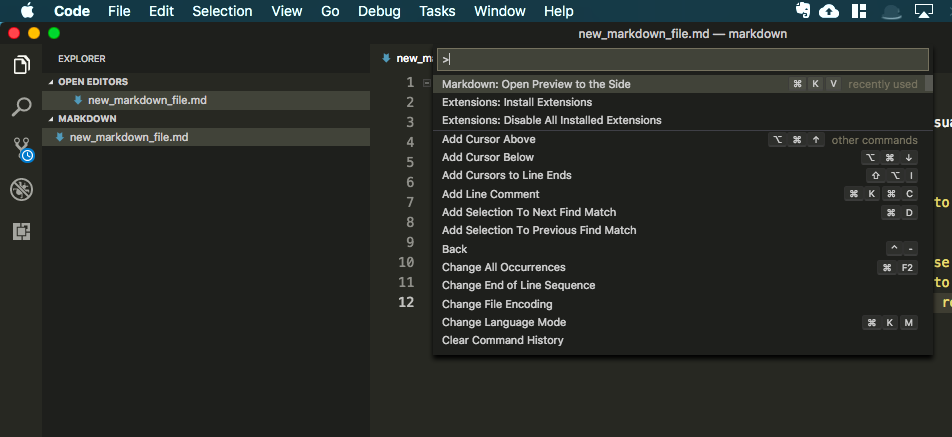 Code File Edit Selection View Go Debug Tasks Window Help
new_markdown_file.md — markdown
EXPLORER
OPEN EDITORS
new_markdown_file.md
MARKDOWN
new_markdown_file.md
new_m
>
Markdown: Open Preview to the Side ⌘ K V recently used
Extensions: Install Extensions
Extensions: Disable All Installed Extensions
Add Cursor Above ⌥ ⌘ ↑ other commands
Add Cursor Below ⌥ ⌘ ↓
Add Cursors to Line Ends ⇧ ⌥ I
Add Line Comment ⌘ K ⌘ C
Add Selection To Next Find Match ⌘ D
Add Selection To Previous Find Match
Back ^ -
Change All Occurrences ⌘ F2
Change End of Line Sequence
Change File Encoding
Change Language Mode ⌘ K M
Clear Command History
1
2
3
4 sua
5
6
7 to
8
9
10 se
11 to
12 re